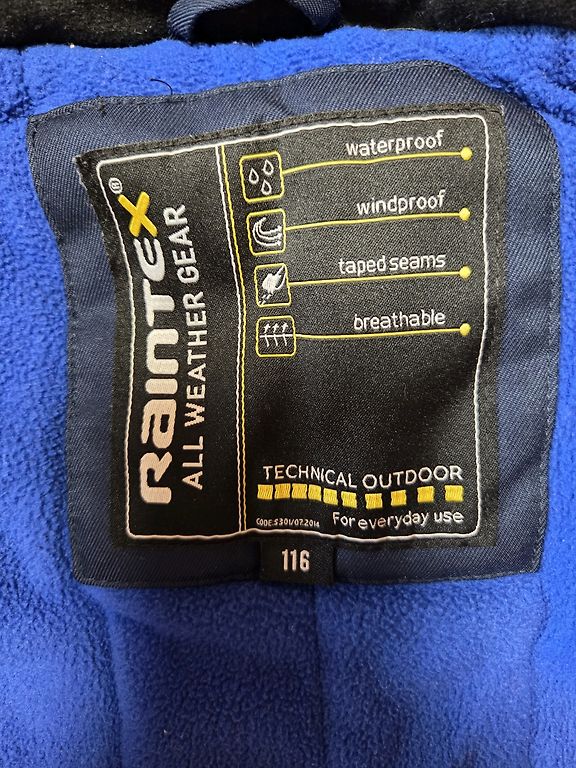 RAINTEX®
ALL WEATHER GEAR
waterproof
windproof
taped seams
breathable
TECHNICAL OUTDOOR
CODE:S301/07.2014
For everyday use
116